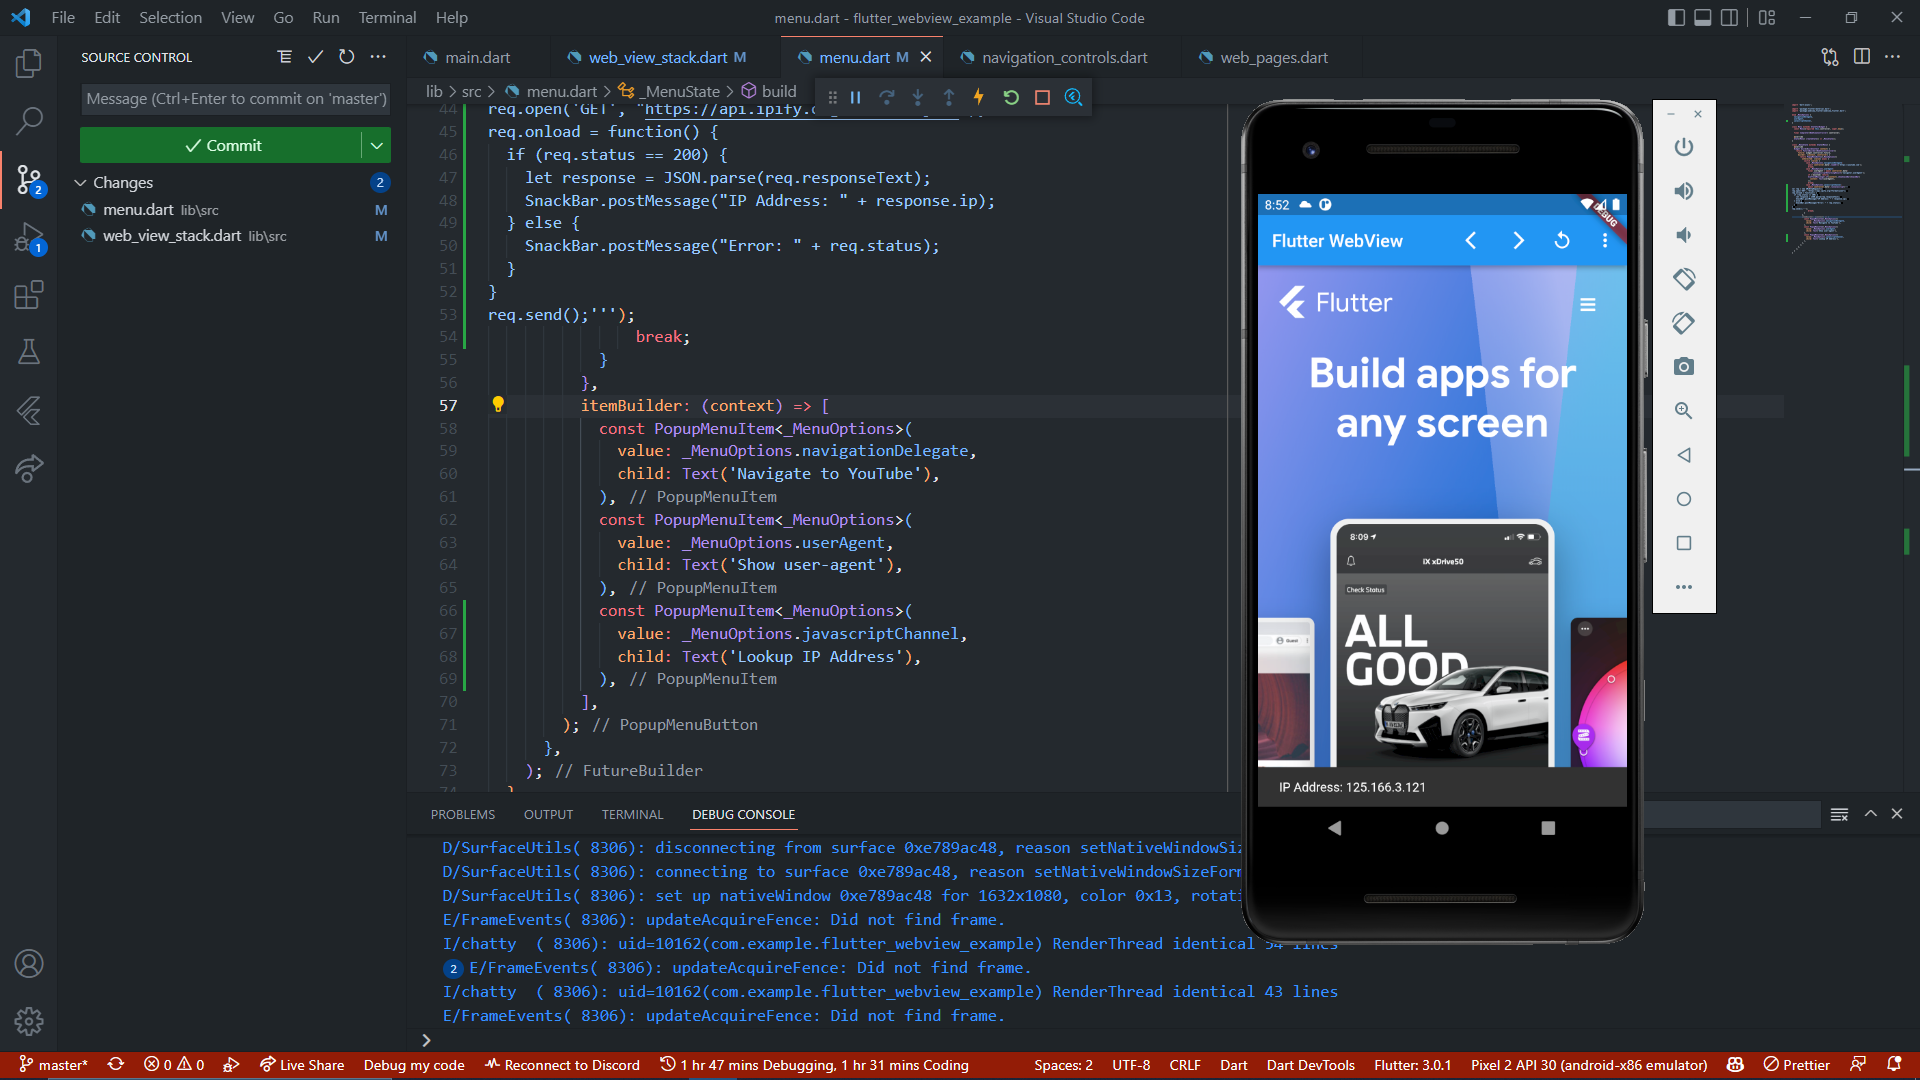 File Edit Selection View Go Run Terminal Help
menu.dart - flutter_webview_example - Visual Studio Code
SOURCE CONTROL
Message (Ctrl+Enter to commit on 'master')
Commit
Changes 2
menu.dart lib\src M
web_view_stack.dart lib\src M
2
1
main.dart
web_view_stack.dart M
menu.dart M
navigation_controls.dart
web_pages.dart
lib > src > menu.dart > _MenuState > build
44 req.open('GET', "https://api.ipify.
45 req.onload = function() {
46 if (req.status == 200) {
47 let response = JSON.parse(req.responseText);
48 SnackBar.postMessage("IP Address: " + response.ip);
49 } else {
50 SnackBar.postMessage("Error: " + req.status);
51 }
52 }
53 req.send();''');
54 break;
55 }
56 },
57 itemBuilder: (context) => [
58 const PopupMenuItem<_MenuOptions>(
59 value: _MenuOptions.navigationDelegate,
60 child: Text('Navigate to YouTube'),
61 ), // PopupMenuItem
62 const PopupMenuItem<_MenuOptions>(
63 value: _MenuOptions.userAgent,
64 child: Text('Show user-agent'),
65 ), // PopupMenuItem
66 const PopupMenuItem<_MenuOptions>(
67 value: _MenuOptions.javascriptChannel,
68 child: Text('Lookup IP Address'),
69 ), // PopupMenuItem
70 ],
71 ); // PopupMenuButton
72 },
73 ); // FutureBuilder
74 }
8:52
DEBUG
Flutter WebView
Flutter
Build apps for
any screen
8:09
iX xDrive50
Check Status
ALL
GOOD
Guest
IP Address: 125.166.3.121
PROBLEMS OUTPUT TERMINAL DEBUG CONSOLE
D/SurfaceUtils( 8306): disconnecting from surface 0xe789ac48, reason setNativeWindowSiz
D/SurfaceUtils( 8306): connecting to surface 0xe789ac48, reason setNativeWindowSizeForm
D/SurfaceUtils( 8306): set up nativeWindow 0xe789ac48 for 1632x1080, color 0x13, rotati
E/FrameEvents( 8306): updateAcquireFence: Did not find frame.
I/chatty ( 8306): uid=10162(com.example.flutter_webview_example) RenderThread identical 54 lines
2 E/FrameEvents( 8306): updateAcquireFence: Did not find frame.
I/chatty ( 8306): uid=10162(com.example.flutter_webview_example) RenderThread identical 43 lines
E/FrameEvents( 8306): updateAcquireFence: Did not find frame.
master* 0 0 Live Share Debug my code Reconnect to Discord 1 hr 47 mins Debugging, 1 hr 31 mins Coding Spaces: 2 UTF-8 CRLF Dart Dart DevTools Flutter: 3.0.1 Pixel 2 API 30 (android-x86 emulator) Prettier